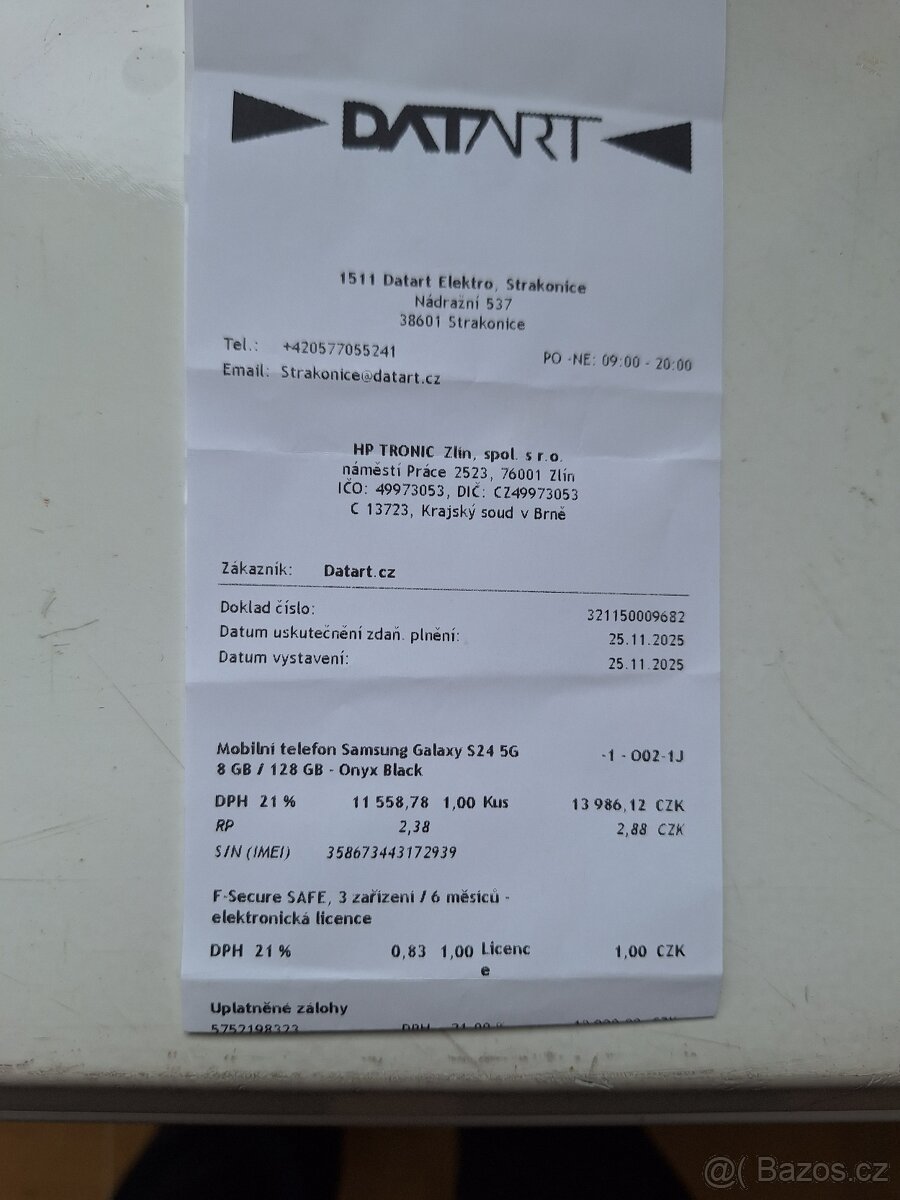 DATART
1511 Datart Elektro, Strakonice
Nádražní 537
38601 Strakonice
Tel.: +420577055241 PO -NE: 09:00 - 20:00
Email: Strakonice@datart.cz
HP TRONIC Zlín, spol. s r.o.
náměstí Práce 2523, 76001 Zlín
IČO: 49973053, DIČ: CZ49973053
C 13723, Krajský soud v Brně
Zákazník: Datart.cz
Doklad číslo: 321150009682
Datum uskutečnění zdaň. plnění: 25.11.2025
Datum vystavení: 25.11.2025
Mobilní telefon Samsung Galaxy S24 5G -1 - O02-1J
8 GB / 128 GB - Onyx Black
DPH 21 % 11 558,78 1,00 Kus 13 986,12 CZK
RP 2,38 2,88 CZK
S/N (IMEI) 358673443172939
F-Secure SAFE, 3 zařízení / 6 měsíců -
elektronická licence
DPH 21 % 0,83 1,00 Licenc 1,00 CZK
e
Uplatněné zálohy
5752198323 DPH
@( Bazos.cz